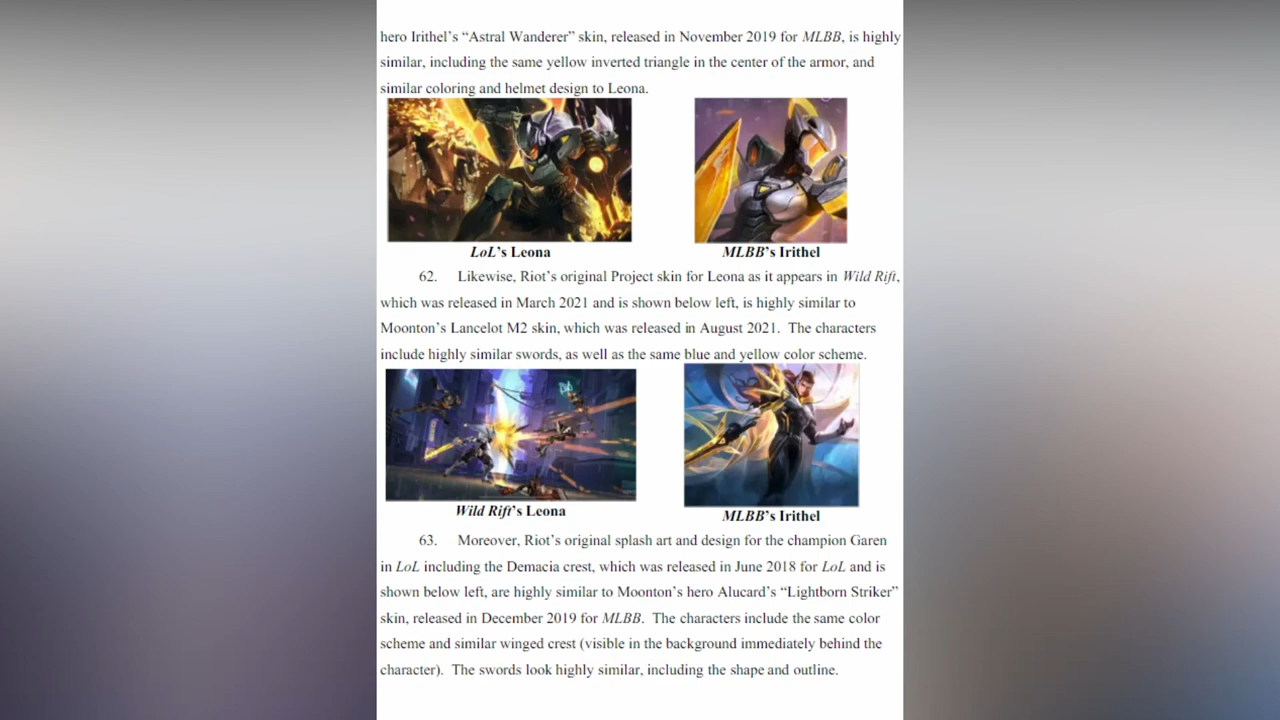 hero Irithel's “Astral Wanderer” skin, released in November 2019 for MLBB, is highly
similar, including the same yellow inverted triangle in the center of the armor, and
similar coloring and helmet design to Leona.
LoL's Leona
MLBB's Irithel
62. Likewise, Riot's original Project skin for Leona as it appears in Wild Rift,
which was released in March 2021 and is shown below left, is highly similar to
Moonton's Lancelot M2 skin, which was released in August 2021. The characters
include highly similar swords, as well as the same blue and yellow color scheme.
Wild Rift's Leona
MLBB's Irithel
63. Moreover, Riot's original splash art and design for the champion Garen
in LoL including the Demacia crest, which was released in June 2018 for LoL and is
shown below left, are highly similar to Moonton's hero Alucard's “Lightborn Striker”
skin, released in December 2019 for MLBB. The characters include the same color
scheme and similar winged crest (visible in the background immediately behind the
character). The swords look highly similar, including the shape and outline.